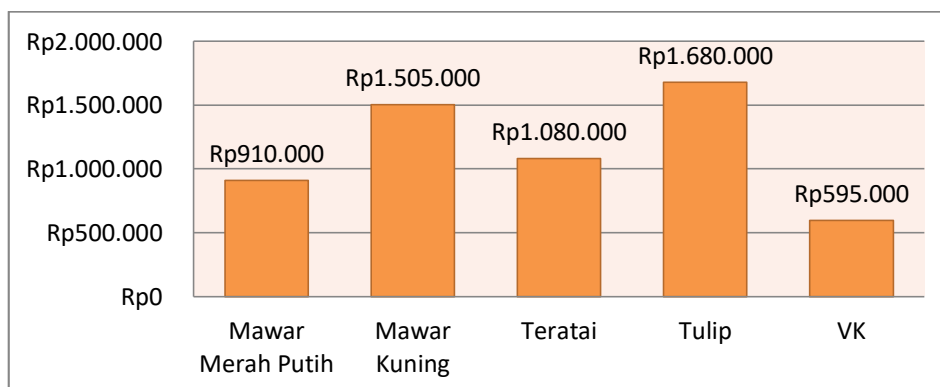 Rp2.000.000
Rp1.500.000
Rp1.000.000
Rp500.000
Rp0
Rp910.000
Rp1.505.000
Rp1.080.000
Rp1.680.000
Rp595.000
Mawar
Merah Putih
Mawar
Kuning
Teratai
Tulip
VK